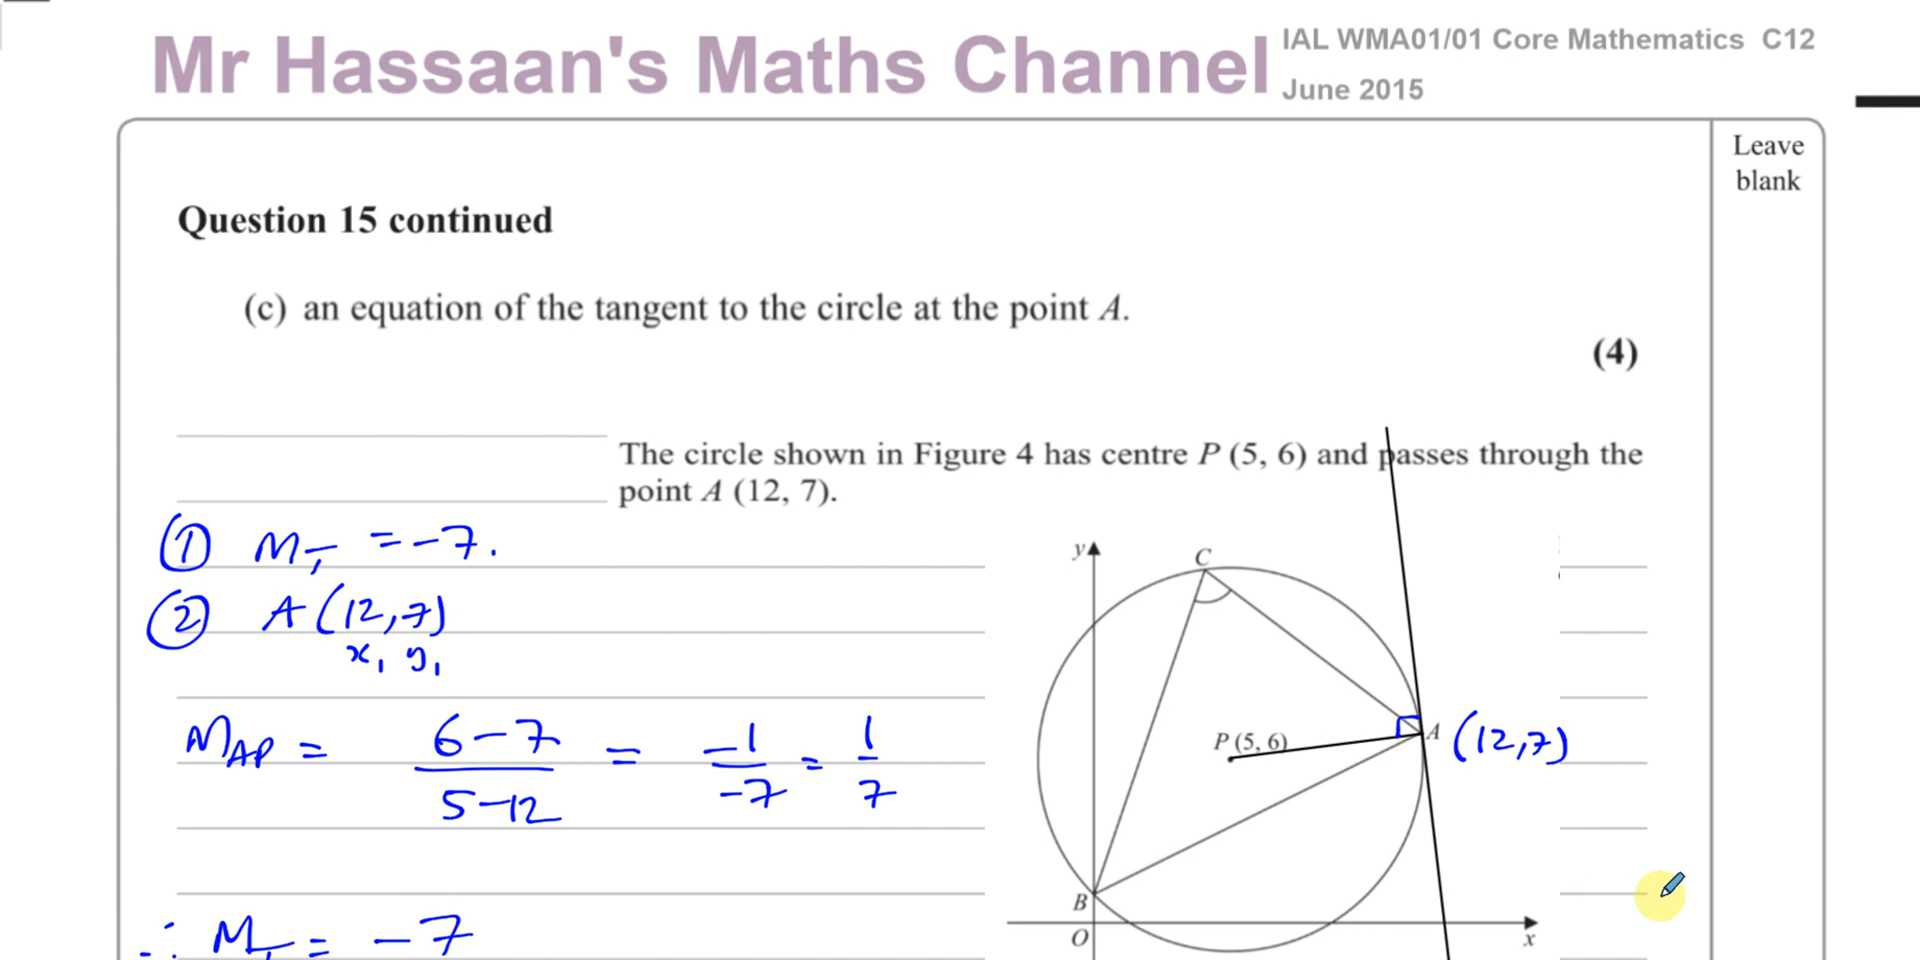 Mr Hassaan's Maths Channel
IAL WMA01/01 Core Mathematics C12
June 2015
Leave
blank
Question 15 continued
(c) an equation of the tangent to the circle at the point A.
(4)
The circle shown in Figure 4 has centre P (5, 6) and passes through the
point A (12, 7).
① M_T = -7.
② A (12, 7)
x₁ y₁
M_AP = (6-7)/(5-12) = -1/-7 = 1/7
∴ M_T = -7
y
C
P (5, 6)
A (12,7)
B
O
x